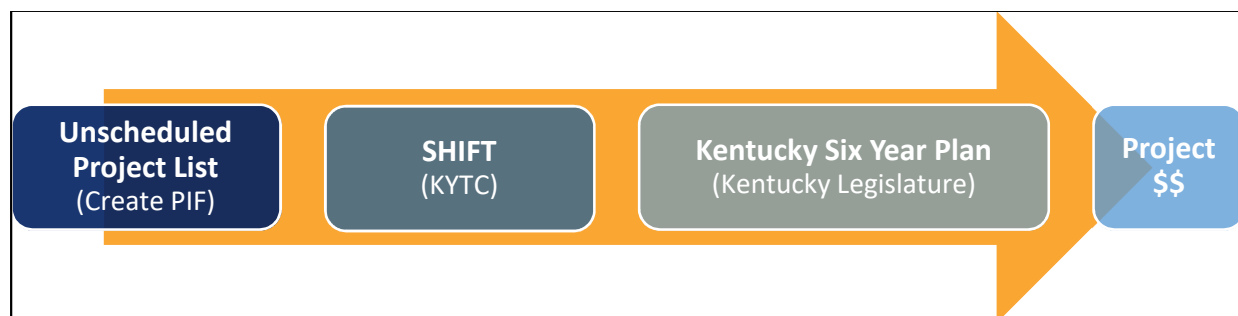 Unscheduled
Project List
(Create PIF)
SHIFT
(KYTC)
Kentucky Six Year Plan
(Kentucky Legislature)
Project
$$